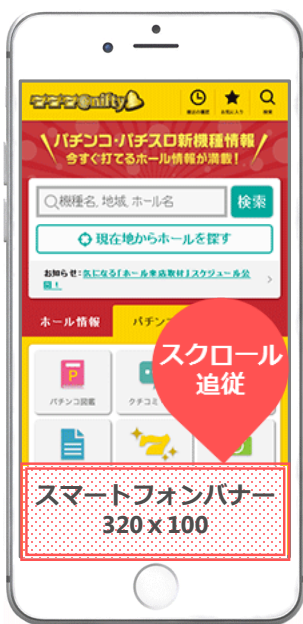 ジジジ@nifty
最近の履歴
お気に入り
検索
パチンコ・パチスロ新機種情報
今すぐ打てるホール情報が満載!
機種名, 地域, ホール名
検索
現在地からホールを探す
お知らせ:気になる「ホール来店取材」スケジュール公
開!
ホール情報
パチン
スクロール
追従
P
パチンコ図鑑
クチコミ
スマートフォンバナー
320 x 100